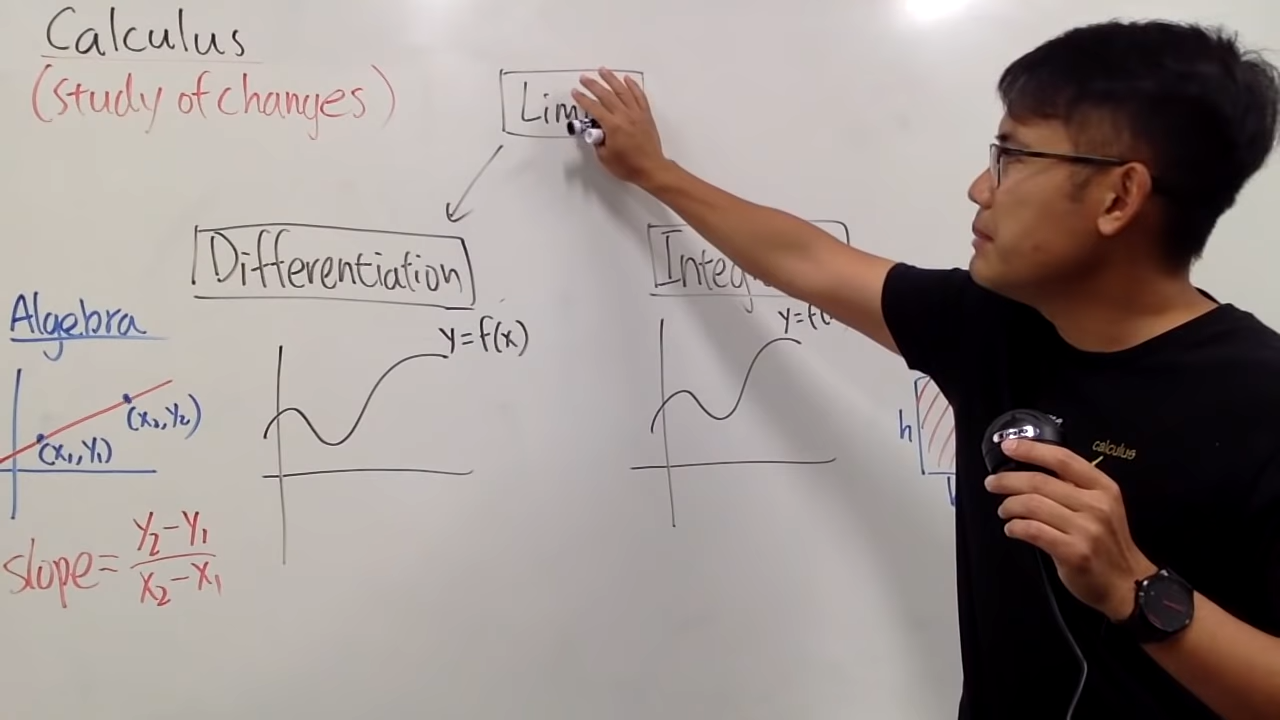 Calculus
(study of changes)
Differentiation
y=f(x)
Algebra
(x₁,y₁)
(x₂,y₂)
slope= y₂-y₁
x₂-x₁
h
calculus